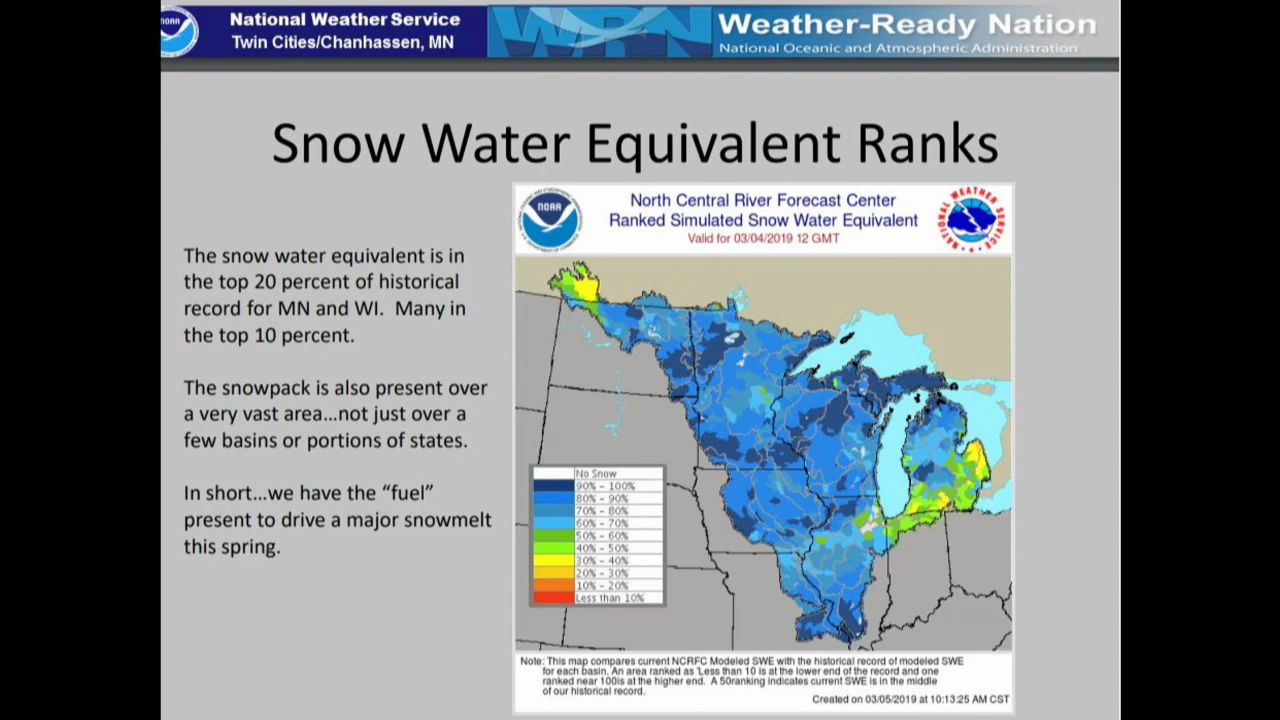 NOAA
National Weather Service
Twin Cities/Chanhassen, MN
WRN
Weather-Ready Nation
National Oceanic and Atmospheric Administration
Snow Water Equivalent Ranks
The snow water equivalent is in
the top 20 percent of historical
record for MN and WI. Many in
the top 10 percent.
The snowpack is also present over
a very vast area...not just over a
few basins or portions of states.
In short...we have the “fuel”
present to drive a major snowmelt
this spring.
NOAA
North Central River Forecast Center
Ranked Simulated Snow Water Equivalent
Valid for 03/04/2019 12 GMT
NATIONAL WEATHER SERVICE
No Snow
90% - 100%
80% - 90%
70% - 80%
60% - 70%
50% - 60%
40% - 50%
30% - 40%
20% - 30%
10% - 20%
Less than 10%
Note: This map compares current NCRFC Modeled SWE with the historical record of modeled SWE
for each basin. An area ranked as 'Less than 10 is at the lower end of the record and one
ranked near 100is at the higher end. A 50ranking indicates current SWE is in the middle
of our historical record.
Created on 03/05/2019 at 10:13:25 AM CST